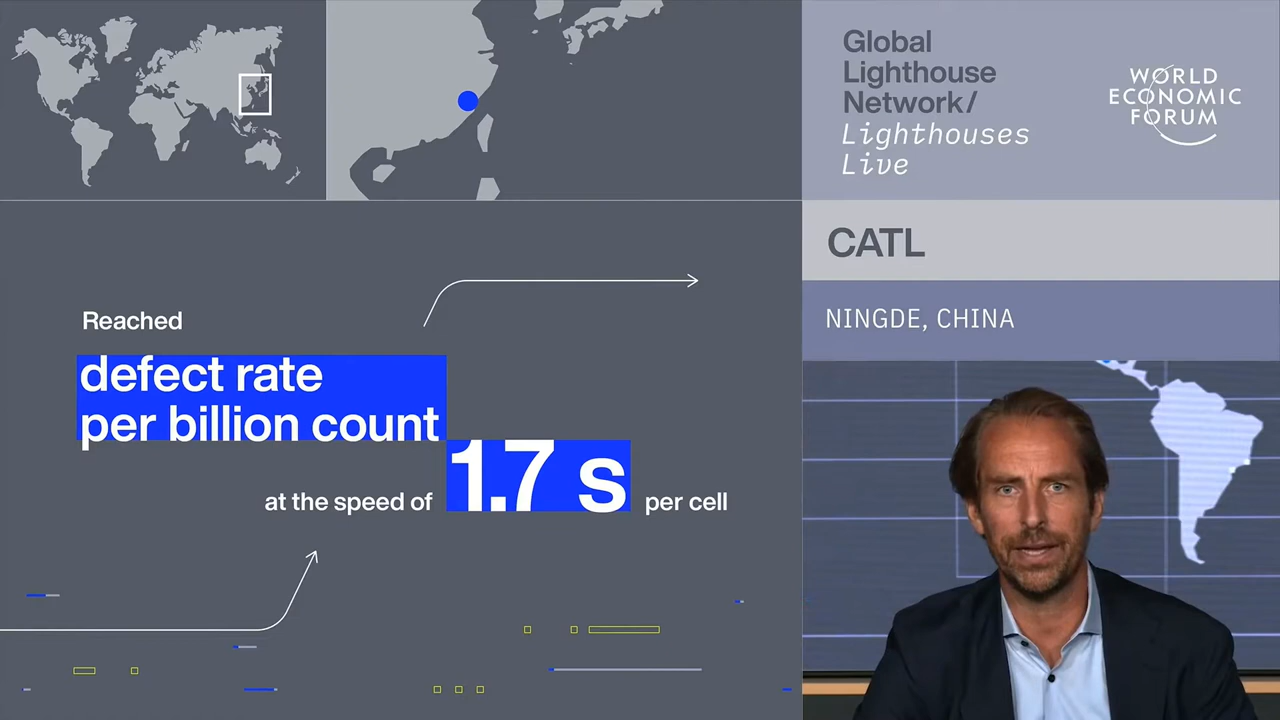 Global
Lighthouse
Network/
Lighthouses
Live
WORLD
ECONOMIC
FORUM
CATL
NINGDE, CHINA
Reached
defect rate
per billion count
at the speed of 1.7 s per cell